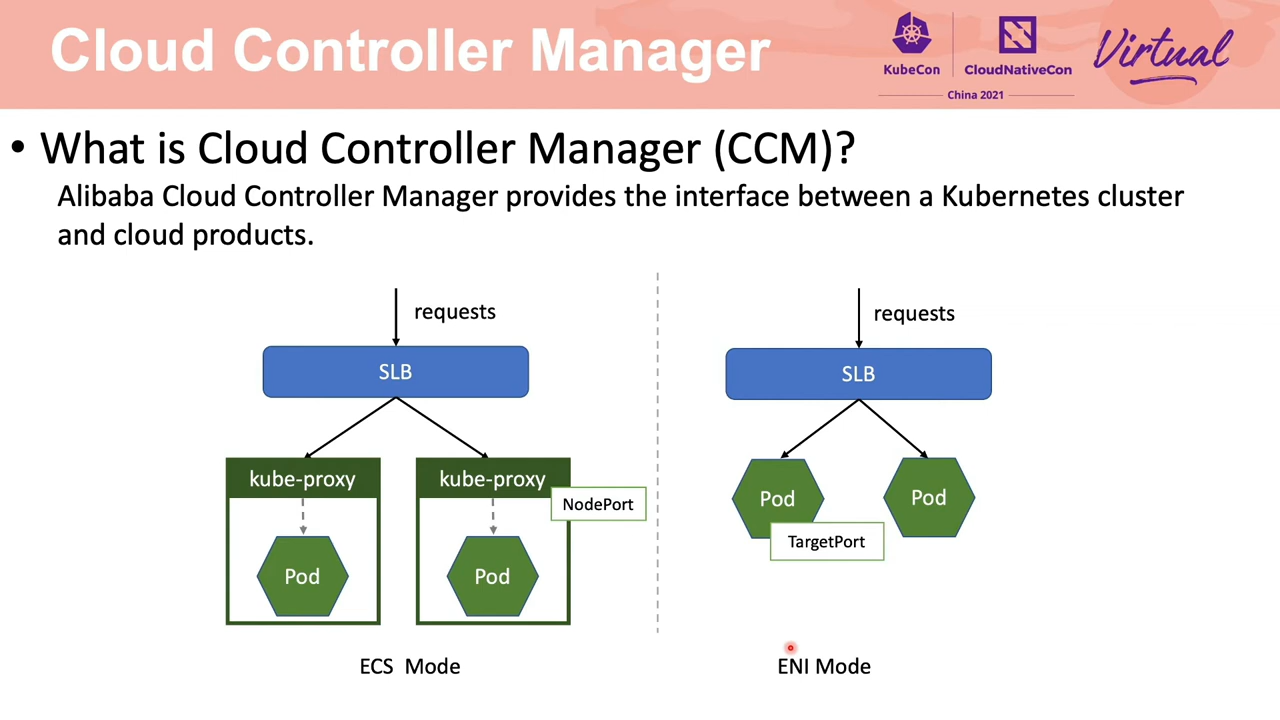 Cloud Controller Manager
KubeCon
CloudNativeCon
China 2021
Virtual
• What is Cloud Controller Manager (CCM)?
Alibaba Cloud Controller Manager provides the interface between a Kubernetes cluster
and cloud products.
requests
SLB
kube-proxy
kube-proxy
NodePort
Pod
Pod
ECS Mode
requests
SLB
Pod
Pod
TargetPort
ENI Mode